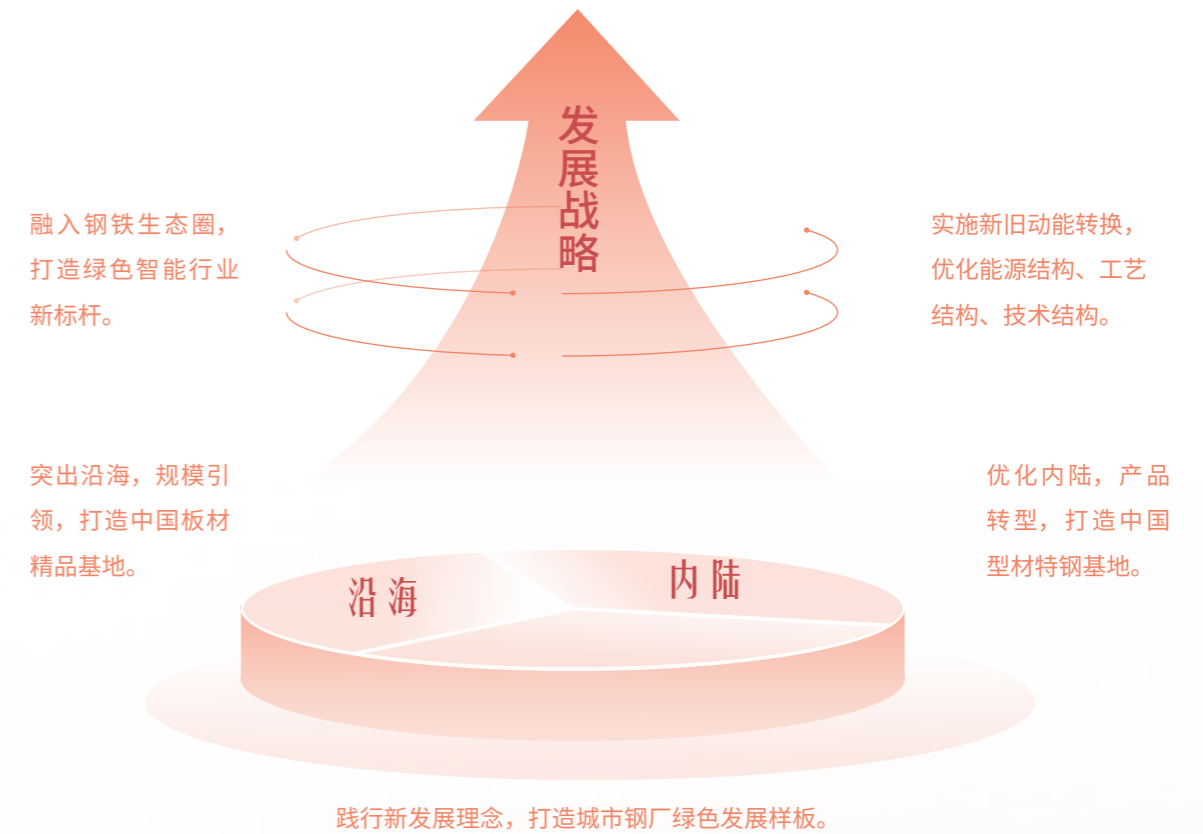 发展战略
融入钢铁生态圈，
打造绿色智能行业
新标杆。
实施新旧动能转换，
优化能源结构、工艺
结构、技术结构。
突出沿海，规模引
领，打造中国板材
精品基地。
优化内陆，产品
转型，打造中国
型材特钢基地。
沿海
内陆
践行新发展理念，打造城市钢厂绿色发展样板。